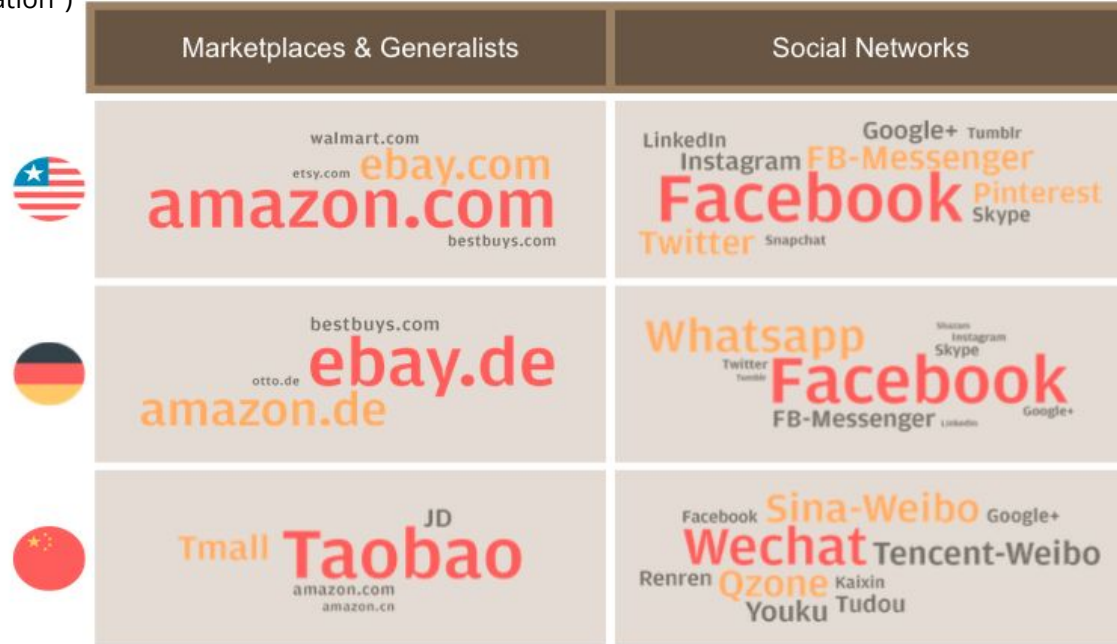 ation")
Marketplaces & Generalists
Social Networks
walmart.com
etsy.com ebay.com
amazon.com
bestbuys.com
LinkedIn Google+ Tumblr
Instagram FB-Messenger
Facebook Pinterest
Skype
Twitter Snapchat
bestbuys.com
ebay.de
otto.de
amazon.de
Whatsapp
Shazam
Instagram
Skype
Twitter
Tumblr
Facebook
Google+
FB-Messenger LinkedIn
JD
Tmall Taobao
amazon.com
amazon.cn
Facebook Sina-Weibo Google+
Wechat Tencent-Weibo
Renren Qzone Kaixin
Youku Tudou